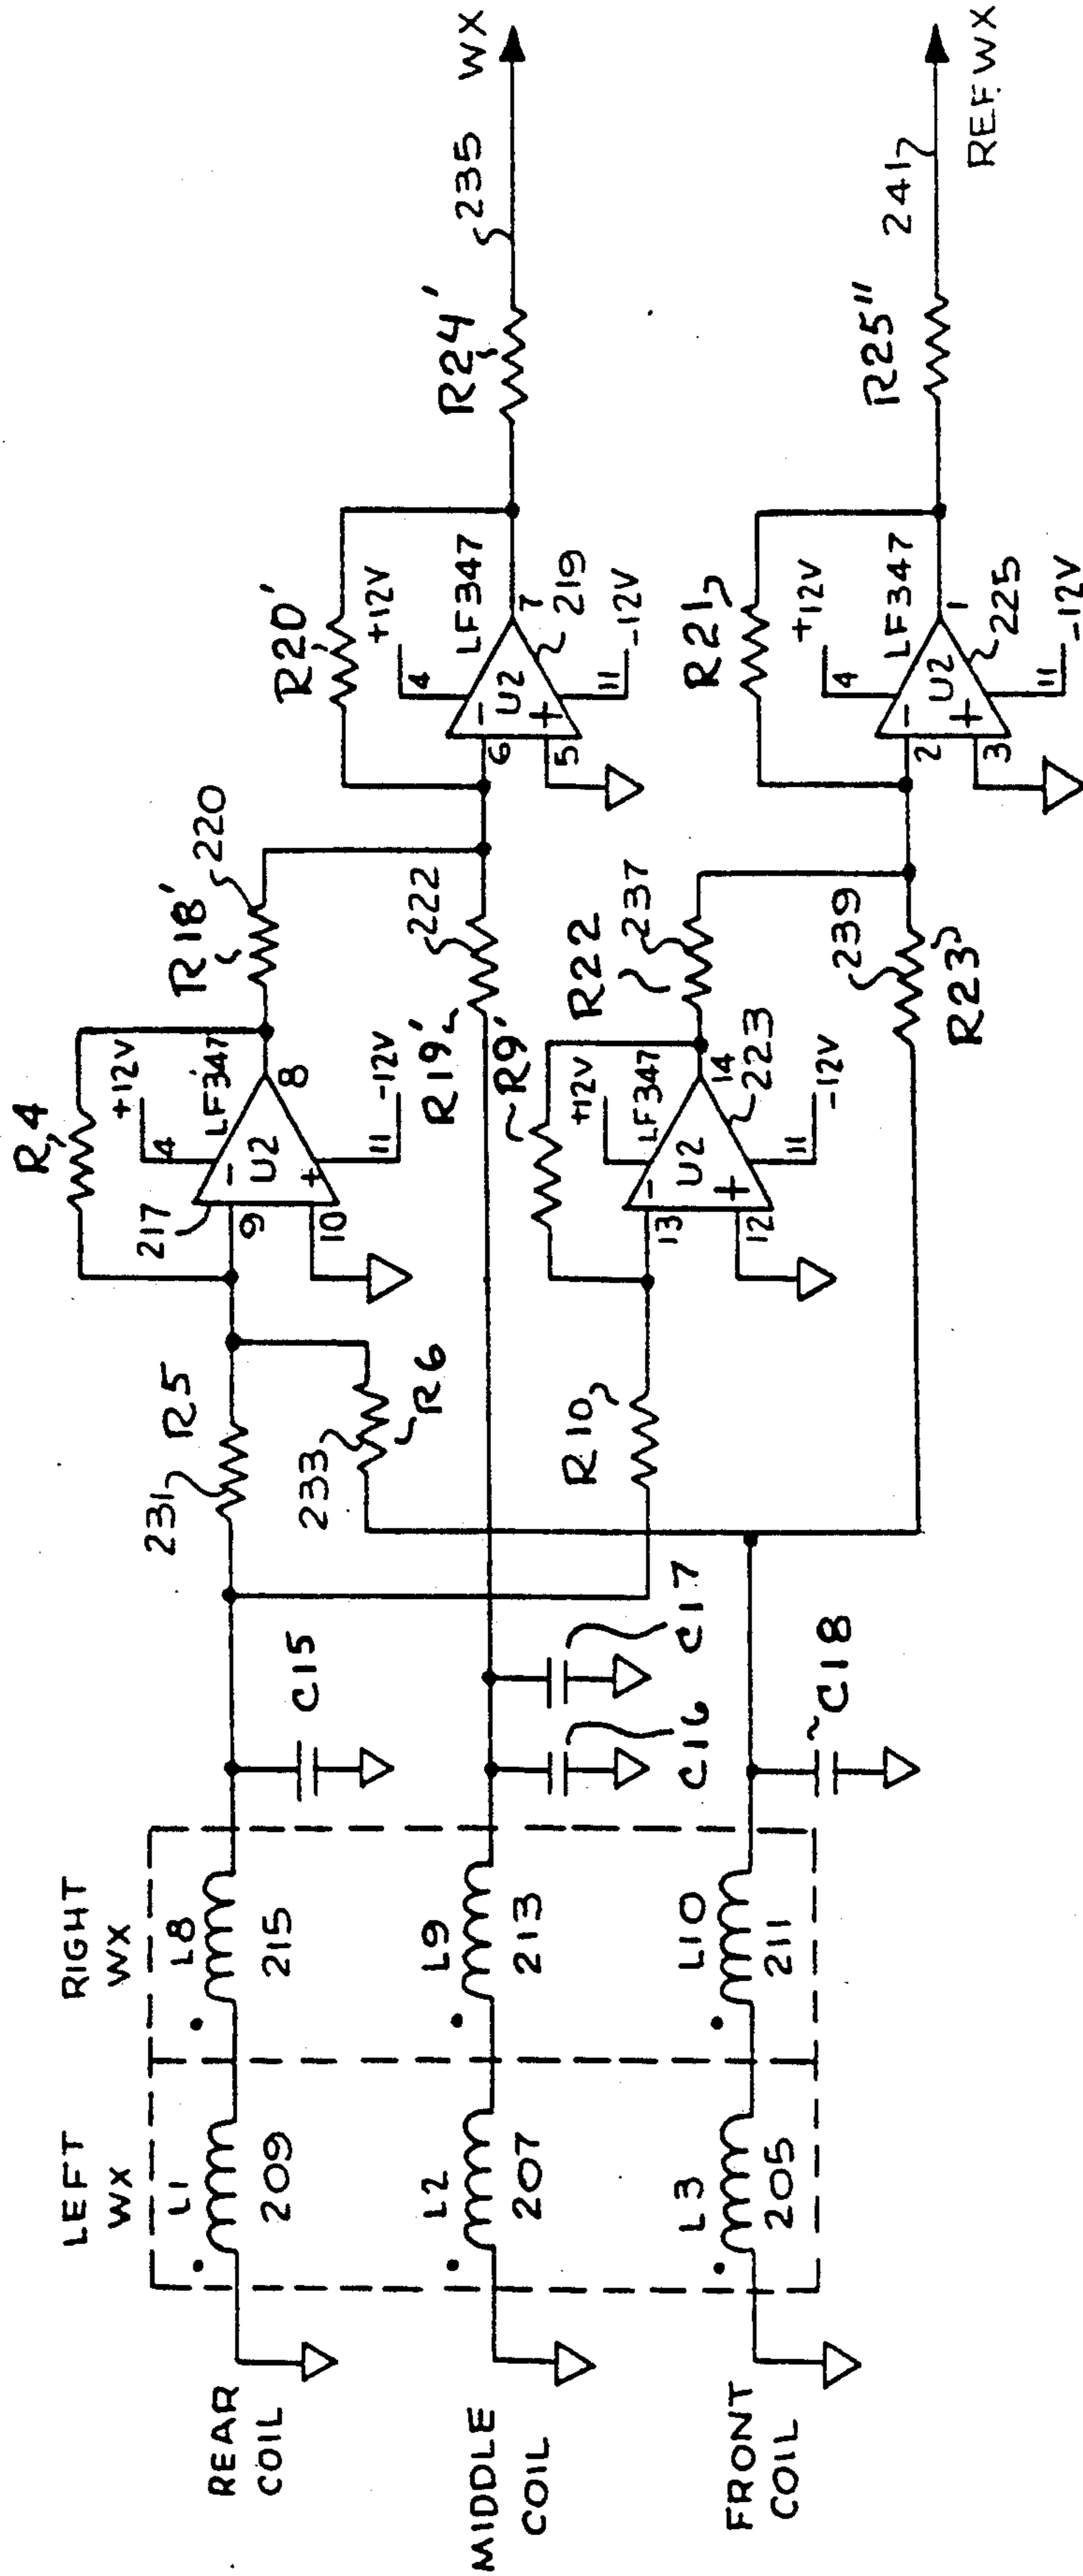 LEFT
WX
RIGHT
WX
REAR
COIL
L1
209
L8
215
C15
231
R5
233
R6
R4
+12V
4
LF347
217
9
10
U2
-
+
8
11
-12V
R18'
220
MIDDLE
COIL
L2
207
L9
213
C16
C17
R19'
222
R20'
+12V
4
LF347
6
5
U2
-
+
7
219
11
-12V
R24'
235
WX
R10
R9'
+12V
LF347
13
12
U2
-
+
14
223
11
-12V
R22
237
FRONT
COIL
L3
205
L10
211
C18
239
R23
R21
+12V
4
LF347
2
3
U2
-
+
1
225
11
-12V
R25"
241
REF. WX